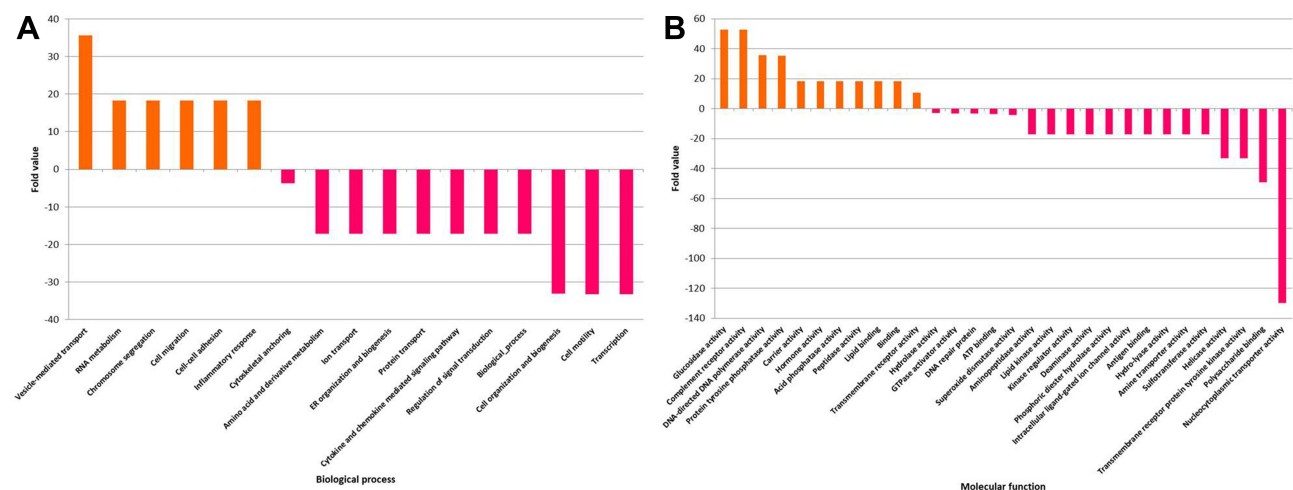 A
40
30
20
10
0
-10
-20
-30
-40
Fold value
Vesicle-mediated transport
RNA metabolism
Chromosome segregation
Cell migration
Cell-cell adhesion
Inflammatory response
Cytoskeletal anchoring
Amino acid and derivative metabolism
Ion transport
ER organization and biogenesis
Protein transport
Cytokine and chemokine mediated signaling pathway
Regulation of signal transduction
Biological_process
Cell organization and biogenesis
Cell motility
Transcription
Biological process
B
60
40
20
0
-20
-40
-60
-80
-100
-120
-140
Fold value
Glucosidase activity
Complement receptor activity
DNA-directed DNA polymerase activity
Protein tyrosine phosphatase activity
Carrier activity
Hormone activity
Acid phosphatase activity
Peptidase activity
Lipid binding
Binding
Transmembrane receptor activity
Hydrolase activity
GTPase activator activity
DNA repair protein
ATP binding
Superoxide dismutase activity
Aminopeptidase activity
Lipid kinase activity
Kinase regulator activity
Deaminase activity
Phosphoric diester hydrolase activity
Intracellular ligand-gated ion channel activity
Antigen binding
Hydro-lyase activity
Amine transporter activity
Sulfotransferase activity
Helicase activity
Transmembrane receptor protein tyrosine kinase activity
Polysaccharide binding
Nucleocytoplasmic transporter activity
Molecular function